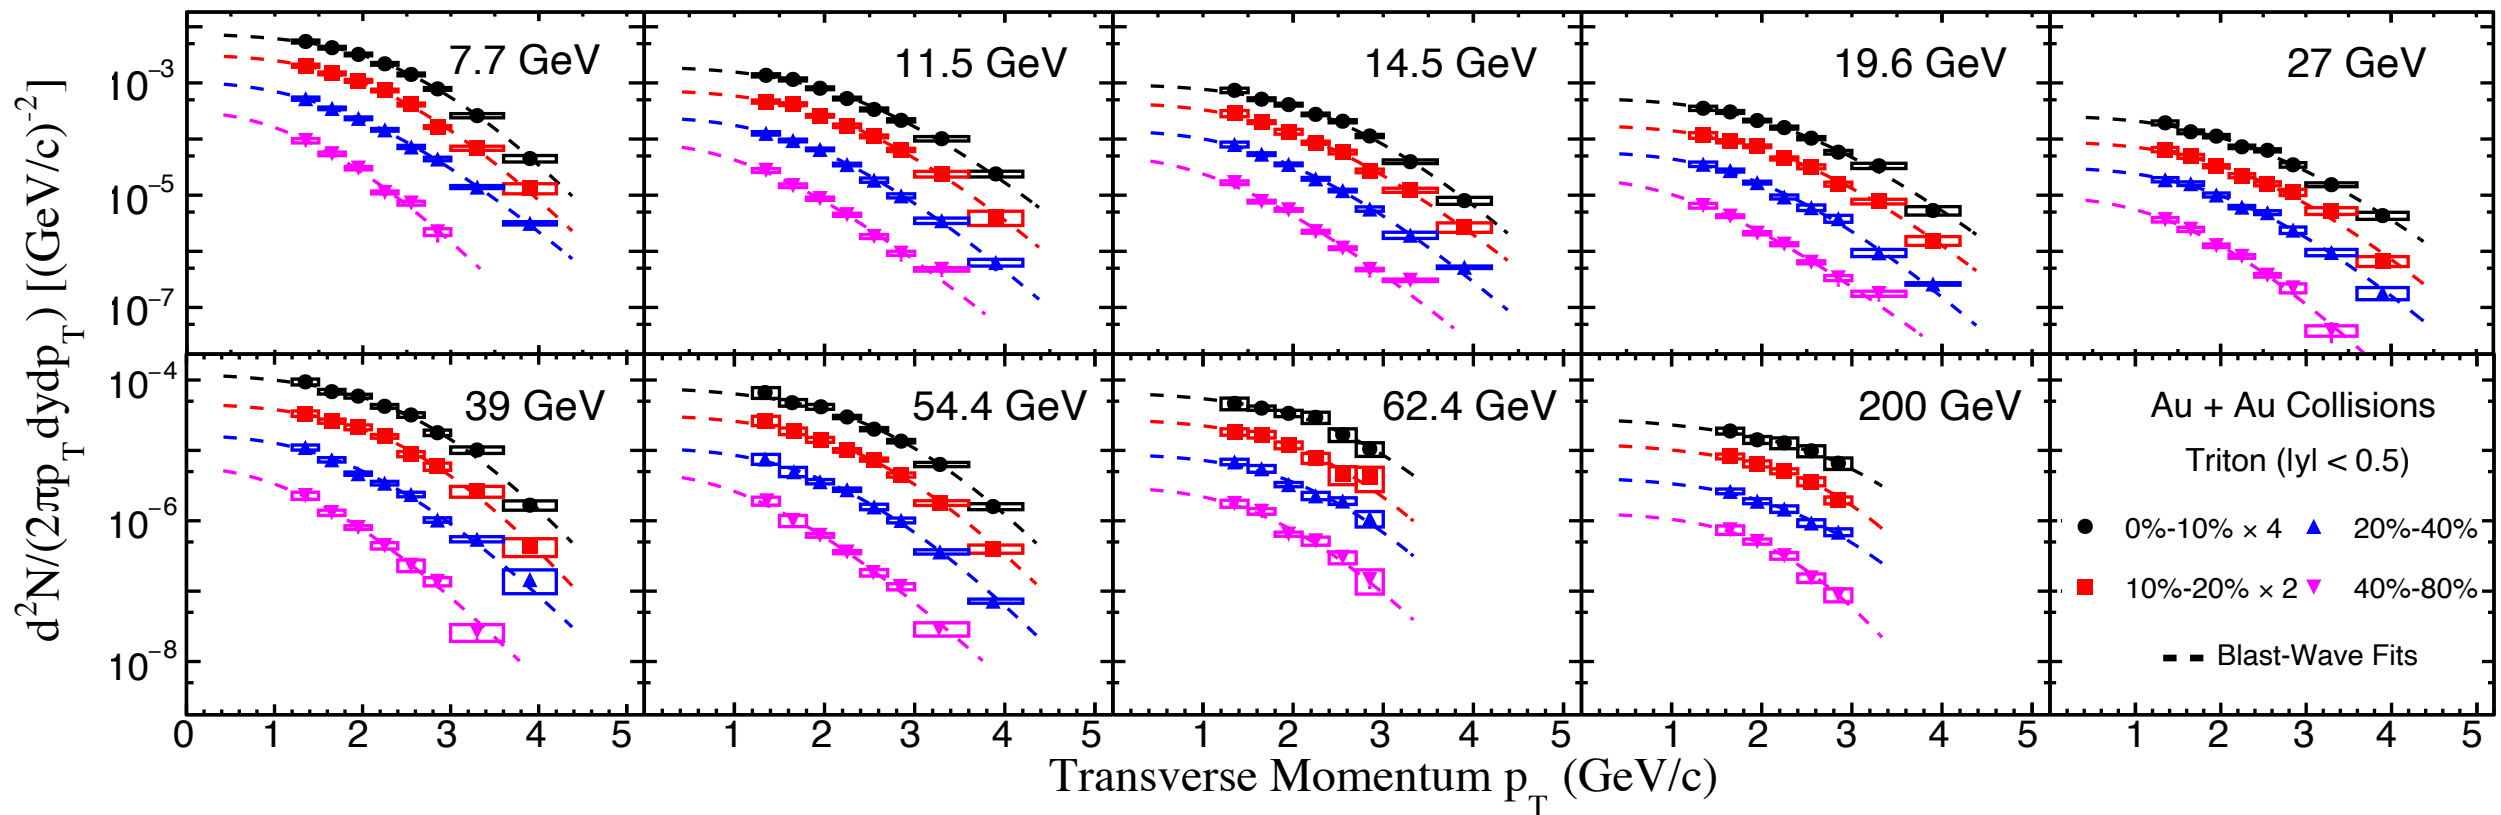 7.7 GeV
11.5 GeV
14.5 GeV
19.6 GeV
27 GeV
10⁻³
10⁻⁵
10⁻⁷
d²N/(2πp_T dydp_T) [(GeV/c)⁻²]
39 GeV
54.4 GeV
62.4 GeV
200 GeV
10⁻⁴
10⁻⁶
10⁻⁸
Au + Au Collisions
Triton (|y| < 0.5)
0%-10% × 4
20%-40%
10%-20% × 2
40%-80%
Blast-Wave Fits
0 1 2 3 4 5 1 2 3 4 5 1 2 3 4 5 1 2 3 4 5 1 2 3 4 5
Transverse Momentum p_T (GeV/c)